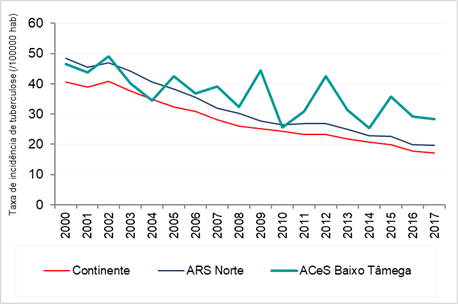 Taxa de incidência de tuberculose (/100000 hab)
60
50
40
30
20
10
0
2000 2001 2002 2003 2004 2005 2006 2007 2008 2009 2010 2011 2012 2013 2014 2015 2016 2017
Continente ARS Norte ACeS Baixo Tâmega